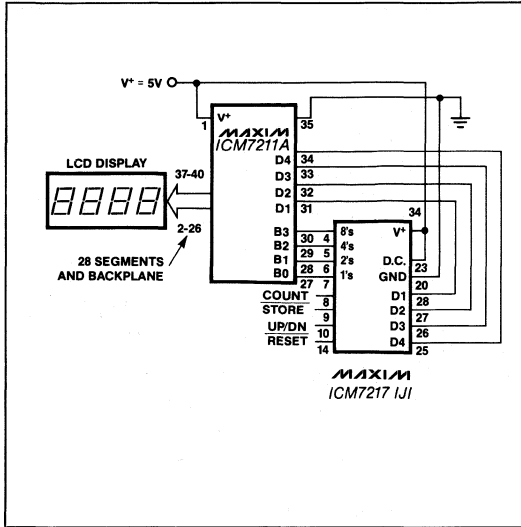 V+ = 5V
1
V+
35
MAXIM
ICM7211A
LCD DISPLAY
37-40
2-26
28 SEGMENTS
AND BACKPLANE
D4
34
D3
33
D2
32
D1
31
B3
30
B2
29
B1
28
B0
27
4
8's
5
4's
6
2's
7
1's
34
V+
D.C.
23
GND
20
D1
28
D2
27
D3
26
D4
25
COUNT
8
STORE
9
UP/DN
10
RESET
14
MAXIM
ICM7217 IJI